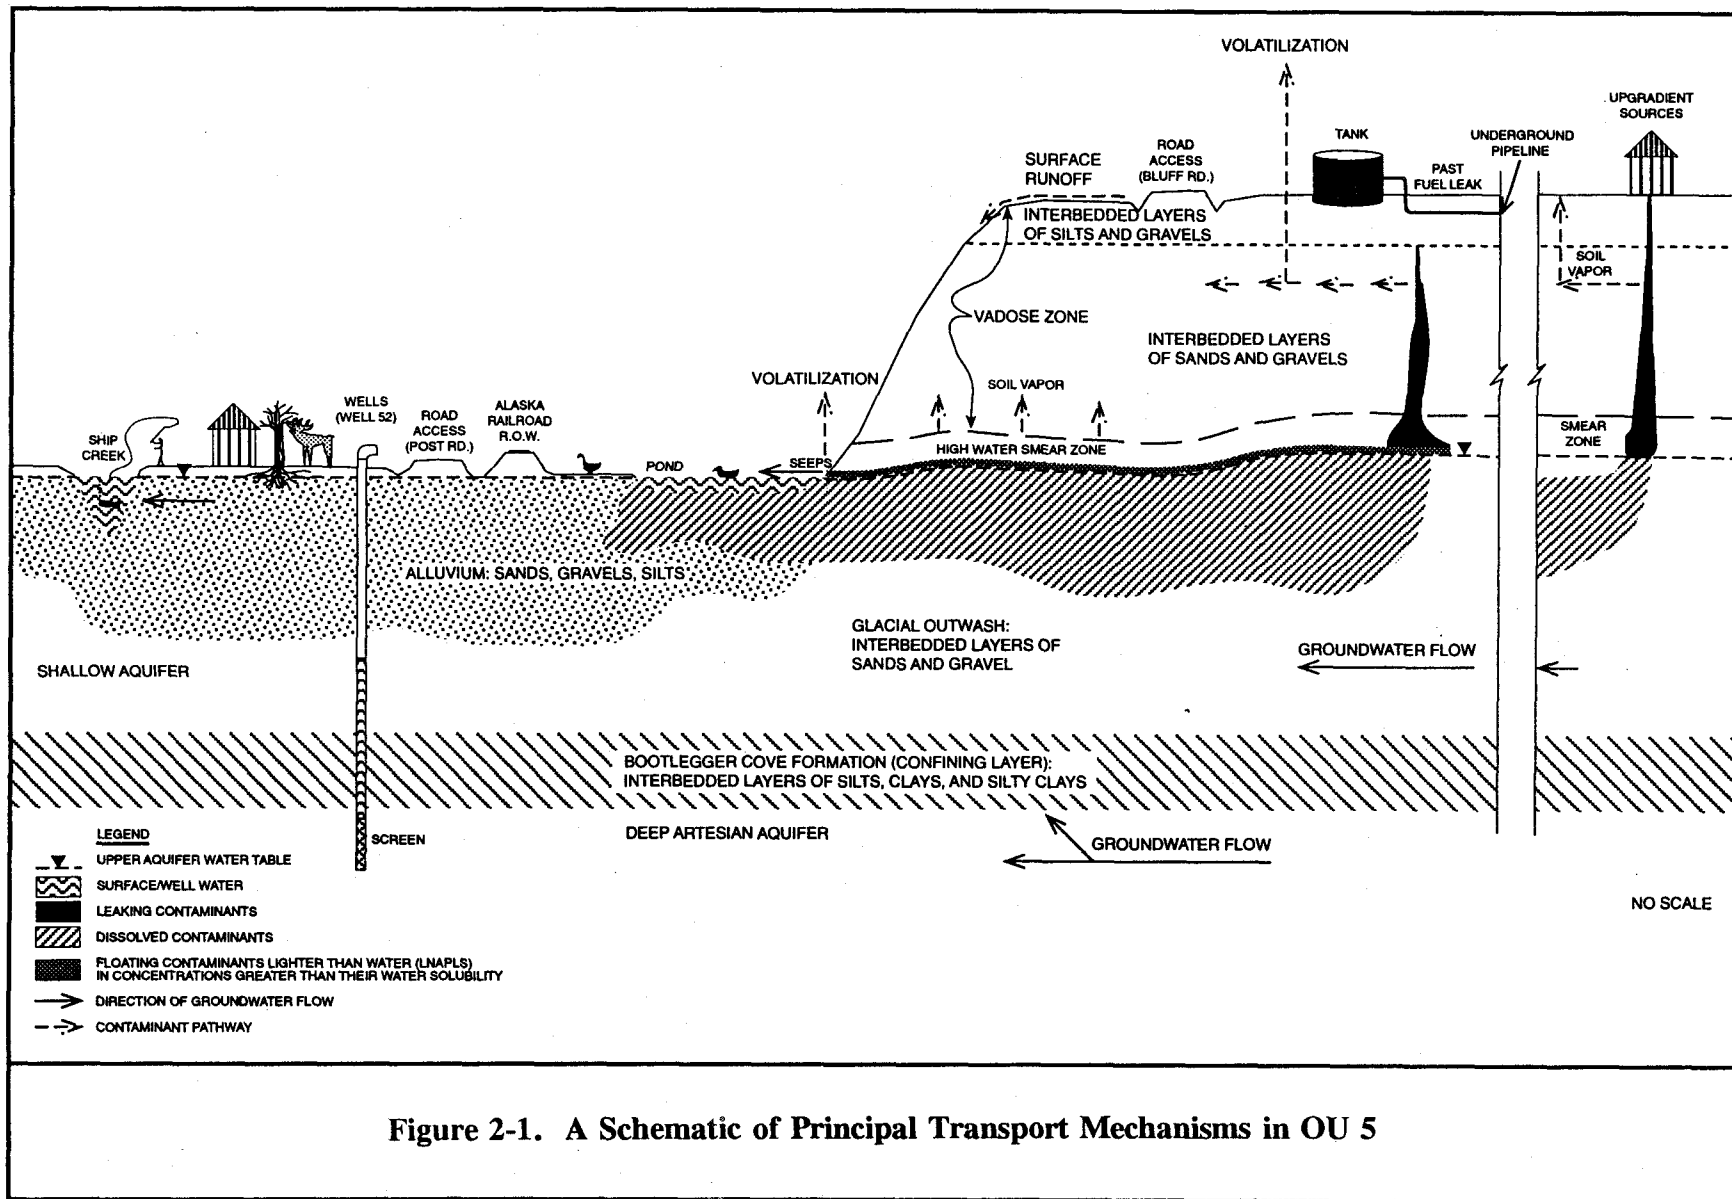 VOLATILIZATION
UPGRADIENT
SOURCES
TANK
UNDERGROUND
PIPELINE
ROAD
ACCESS
(BLUFF RD.)
SURFACE
RUNOFF
PAST
FUEL LEAK
INTERBEDDED LAYERS
OF SILTS AND GRAVELS
SOIL
VAPOR
VADOSE ZONE
INTERBEDDED LAYERS
OF SANDS AND GRAVELS
VOLATILIZATION
SOIL VAPOR
WELLS
(WELL 52)
ROAD
ACCESS
(POST RD.)
ALASKA
RAILROAD
R.O.W.
SHIP
CREEK
SMEAR
ZONE
HIGH WATER SMEAR ZONE
POND
SEEPS
ALLUVIUM: SANDS, GRAVELS, SILTS
GLACIAL OUTWASH:
INTERBEDDED LAYERS OF
SANDS AND GRAVEL
GROUNDWATER FLOW
SHALLOW AQUIFER
BOOTLEGGER COVE FORMATION (CONFINING LAYER):
INTERBEDDED LAYERS OF SILTS, CLAYS, AND SILTY CLAYS
DEEP ARTESIAN AQUIFER
SCREEN
GROUNDWATER FLOW
NO SCALE
LEGEND
UPPER AQUIFER WATER TABLE
SURFACE/WELL WATER
LEAKING CONTAMINANTS
DISSOLVED CONTAMINANTS
FLOATING CONTAMINANTS LIGHTER THAN WATER (LNAPLS)
IN CONCENTRATIONS GREATER THAN THEIR WATER SOLUBILITY
DIRECTION OF GROUNDWATER FLOW
CONTAMINANT PATHWAY
Figure 2-1. A Schematic of Principal Transport Mechanisms in OU 5